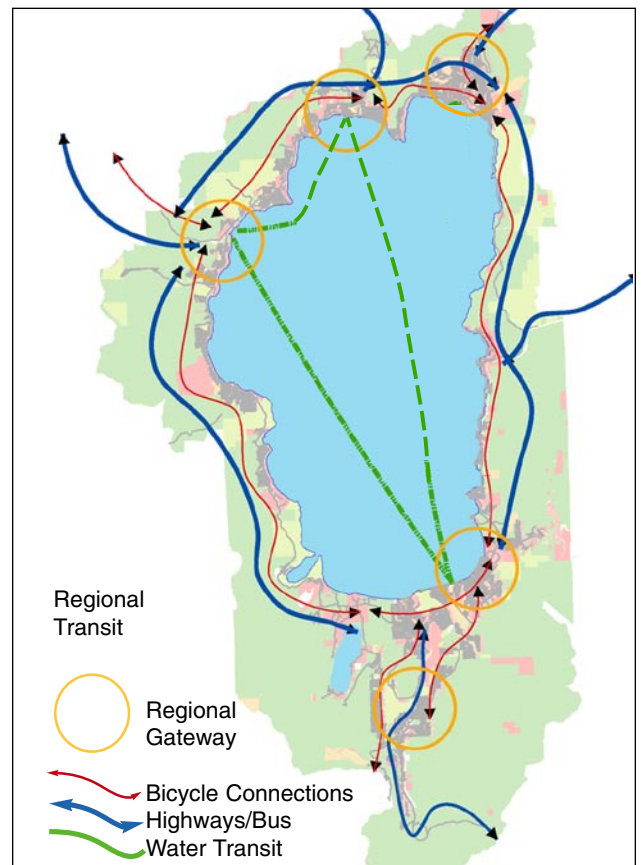 Regional
Transit
Regional
Gateway
Bicycle Connections
Highways/Bus
Water Transit